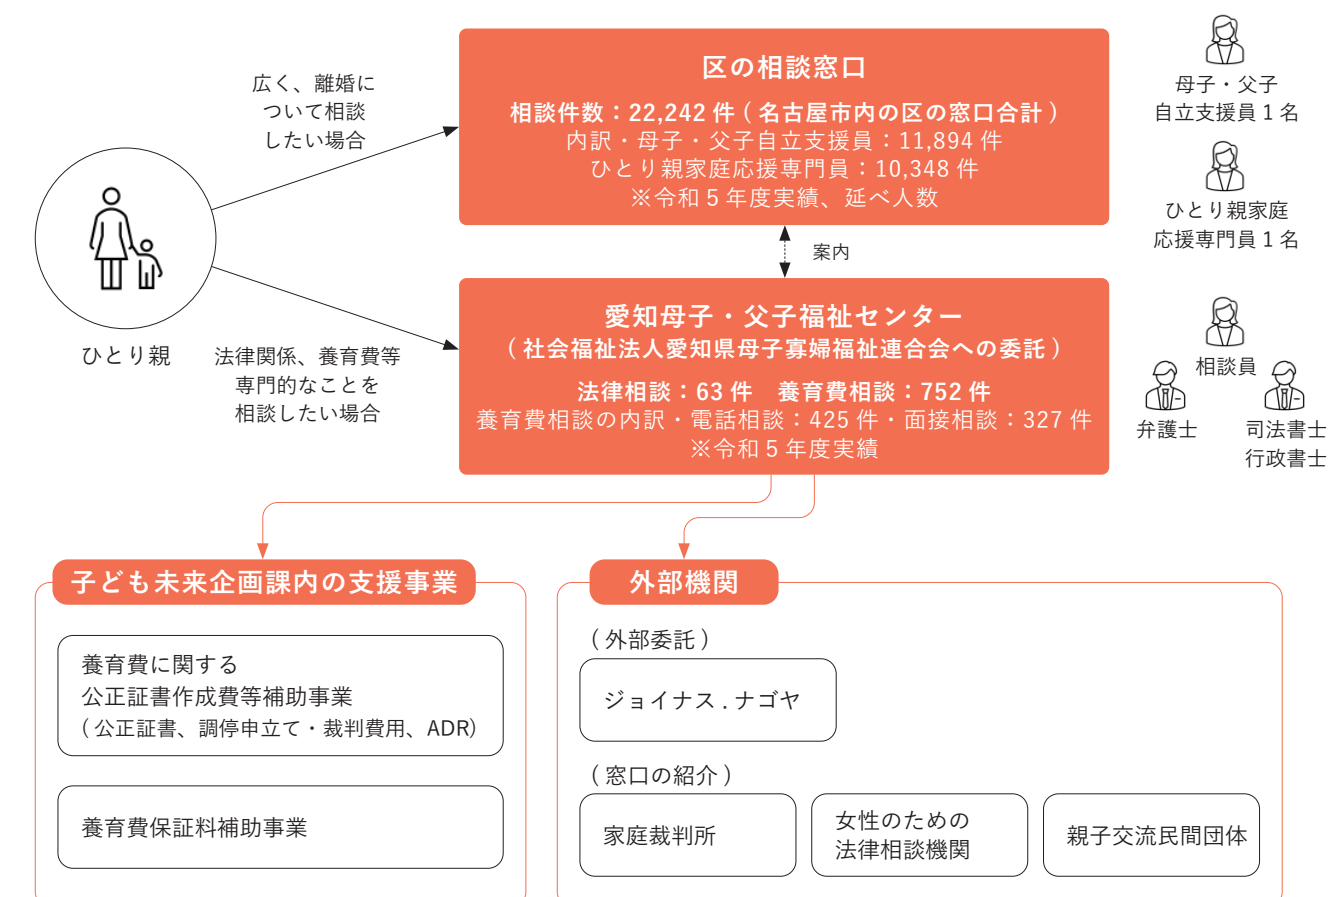 広く、離婚に
ついて相談
したい場合
区の相談窓口
相談件数：22,242 件 ( 名古屋市内の区の窓口合計 )
内訳・母子・父子自立支援員：11,894 件
ひとり親家庭応援専門員：10,348 件
※令和 5 年度実績、延べ人数
母子・父子
自立支援員 1 名
ひとり親家庭
応援専門員 1 名
案内
ひとり親
法律関係、養育費等
専門的なことを
相談したい場合
愛知母子・父子福祉センター
( 社会福祉法人愛知県母子寡婦福祉連合会への委託 )
法律相談：63 件　養育費相談：752 件
養育費相談の内訳・電話相談：425 件・面接相談：327 件
※令和 5 年度実績
相談員
弁護士
司法書士
行政書士
子ども未来企画課内の支援事業
養育費に関する
公正証書作成費等補助事業
( 公正証書、調停申立て・裁判費用、ADR)
養育費保証料補助事業
外部機関
( 外部委託 )
ジョイナス . ナゴヤ
( 窓口の紹介 )
家庭裁判所
女性のための
法律相談機関
親子交流民間団体